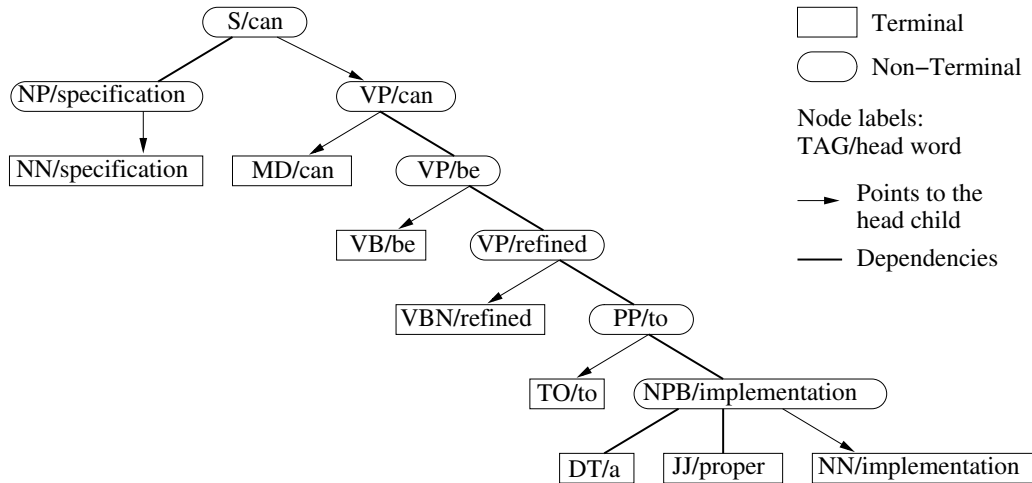 S/can
Terminal
Non−Terminal
NP/specification
VP/can
Node labels:
TAG/head word
NN/specification
MD/can
VP/be
Points to the
head child
VB/be
VP/refined
Dependencies
VBN/refined
PP/to
TO/to
NPB/implementation
DT/a
JJ/proper
NN/implementation